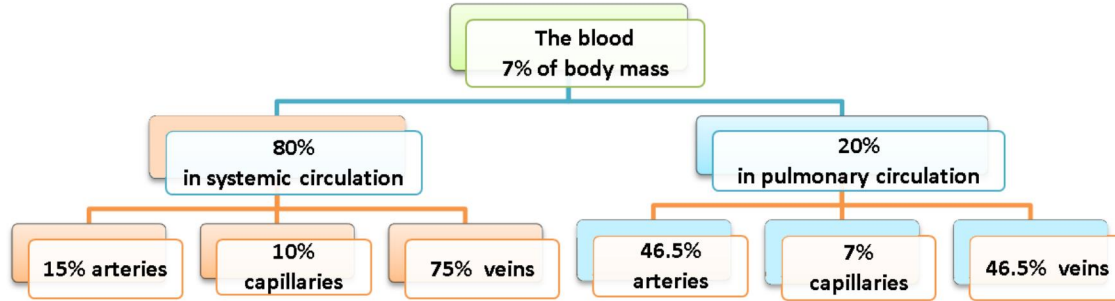 The blood
7% of body mass
80%
in systemic circulation
20%
in pulmonary circulation
15% arteries
10%
capillaries
75% veins
46.5%
arteries
7%
capillaries
46.5% veins